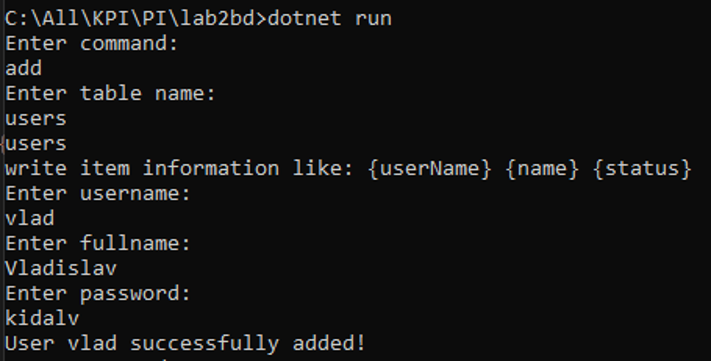 C:\All\KPI\PI\lab2bd>dotnet run
Enter command:
add
Enter table name:
users
users
write item information like: {userName} {name} {status}
Enter username:
vlad
Enter fullname:
Vladislav
Enter password:
kidalv
User vlad successfully added!